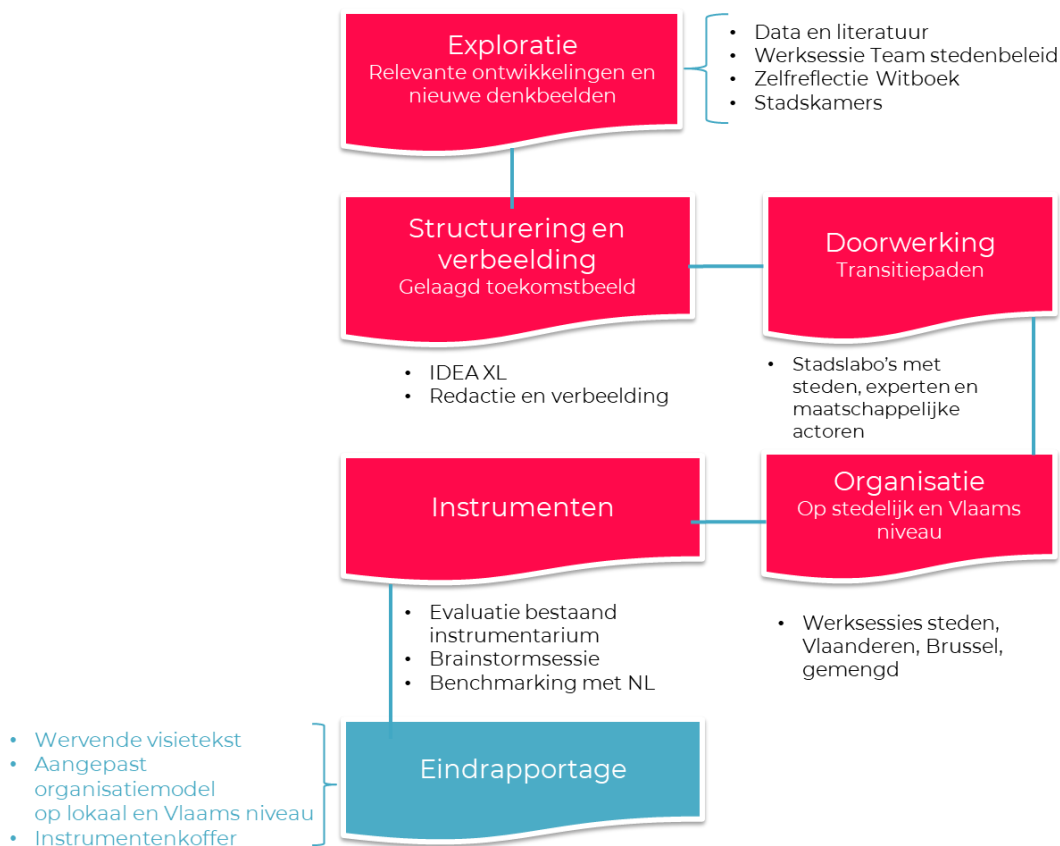 Exploratie
Relevante ontwikkelingen en
nieuwe denkbeelden
• Data en literatuur
• Werksessie Team stedenbeleid
• Zelfreflectie Witboek
• Stadskamers
Structurering en
verbeelding
Gelaagd toekomstbeeld
• IDEA XL
• Redactie en verbeelding
Doorwerking
Transitiepaden
• Stadslabo’s met
steden, experten en
maatschappelijke
actoren
Organisatie
Op stedelijk en Vlaams
niveau
• Werksessies steden,
Vlaanderen, Brussel,
gemengd
Instrumenten
• Evaluatie bestaand
instrumentarium
• Brainstormsessie
• Benchmarking met NL
Eindrapportage
• Wervende visietekst
• Aangepast
organisatiemodel
op lokaal en Vlaams niveau
• Instrumentenkoffer